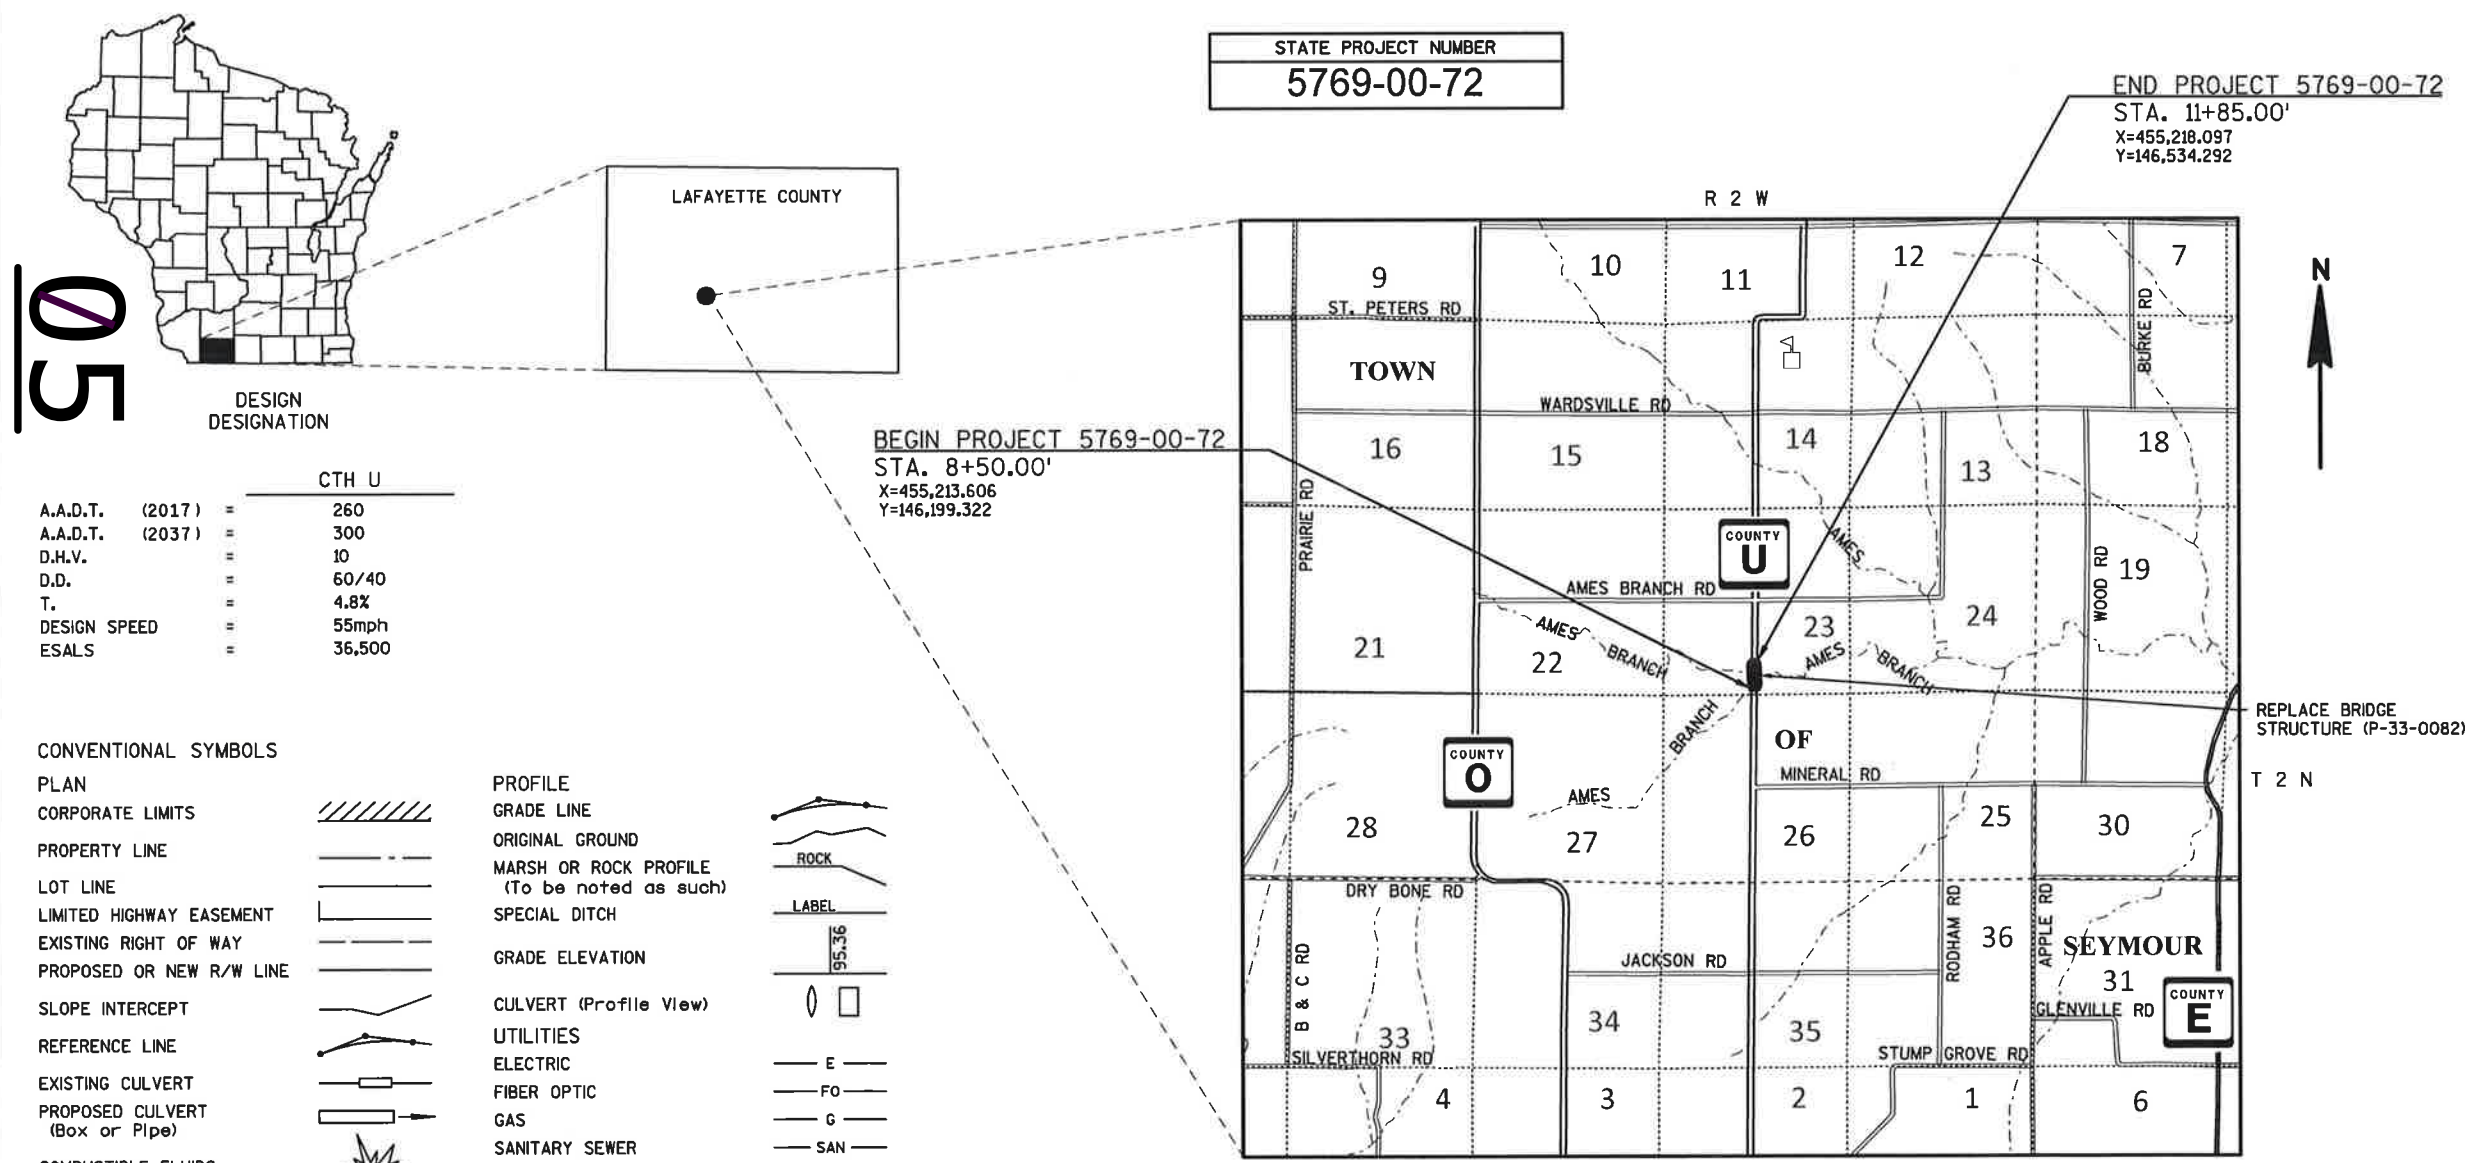 STATE PROJECT NUMBER
5769-00-72
END PROJECT 5769-00-72
STA. 11+85.00'
X=455,218.097
Y=146,534.292
LAFAYETTE COUNTY
R 2 W
N
05
DESIGN
DESIGNATION
CTH U
A.A.D.T. (2017) = 260
A.A.D.T. (2037) = 300
D.H.V. = 10
D.D. = 60/40
T. = 4.8%
DESIGN SPEED = 55mph
ESALS = 36,500
BEGIN PROJECT 5769-00-72
STA. 8+50.00'
X=455,213.606
Y=146,199.322
9
10
11
12
7
ST. PETERS RD
BURKE RD
TOWN
WARDSVILLE RD
16
15
14
13
18
PRAIRIE RD
COUNTY
U
AMES
WOOD RD
19
AMES BRANCH RD
21
AMES
BRANCH
22
23
AMES
BRANCH
24
BRANCH
REPLACE BRIDGE
STRUCTURE (P-33-0082)
COUNTY
O
OF
MINERAL RD
T 2 N
AMES
28
27
26
25
30
DRY BONE RD
RODHAM RD
APPLE RD
36
SEYMOUR
B & C RD
JACKSON RD
31
GLENVILLE RD
COUNTY
E
33
34
35
SILVERTHORN RD
STUMP GROVE RD
4
3
2
1
6
CONVENTIONAL SYMBOLS
PLAN
CORPORATE LIMITS
PROPERTY LINE
LOT LINE
LIMITED HIGHWAY EASEMENT
EXISTING RIGHT OF WAY
PROPOSED OR NEW R/W LINE
SLOPE INTERCEPT
REFERENCE LINE
EXISTING CULVERT
PROPOSED CULVERT
(Box or Pipe)
PROFILE
GRADE LINE
ORIGINAL GROUND
MARSH OR ROCK PROFILE
(To be noted as such)
ROCK
SPECIAL DITCH
LABEL
GRADE ELEVATION
95.36
CULVERT (Profile View)
UTILITIES
ELECTRIC E
FIBER OPTIC FO
GAS G
SANITARY SEWER SAN